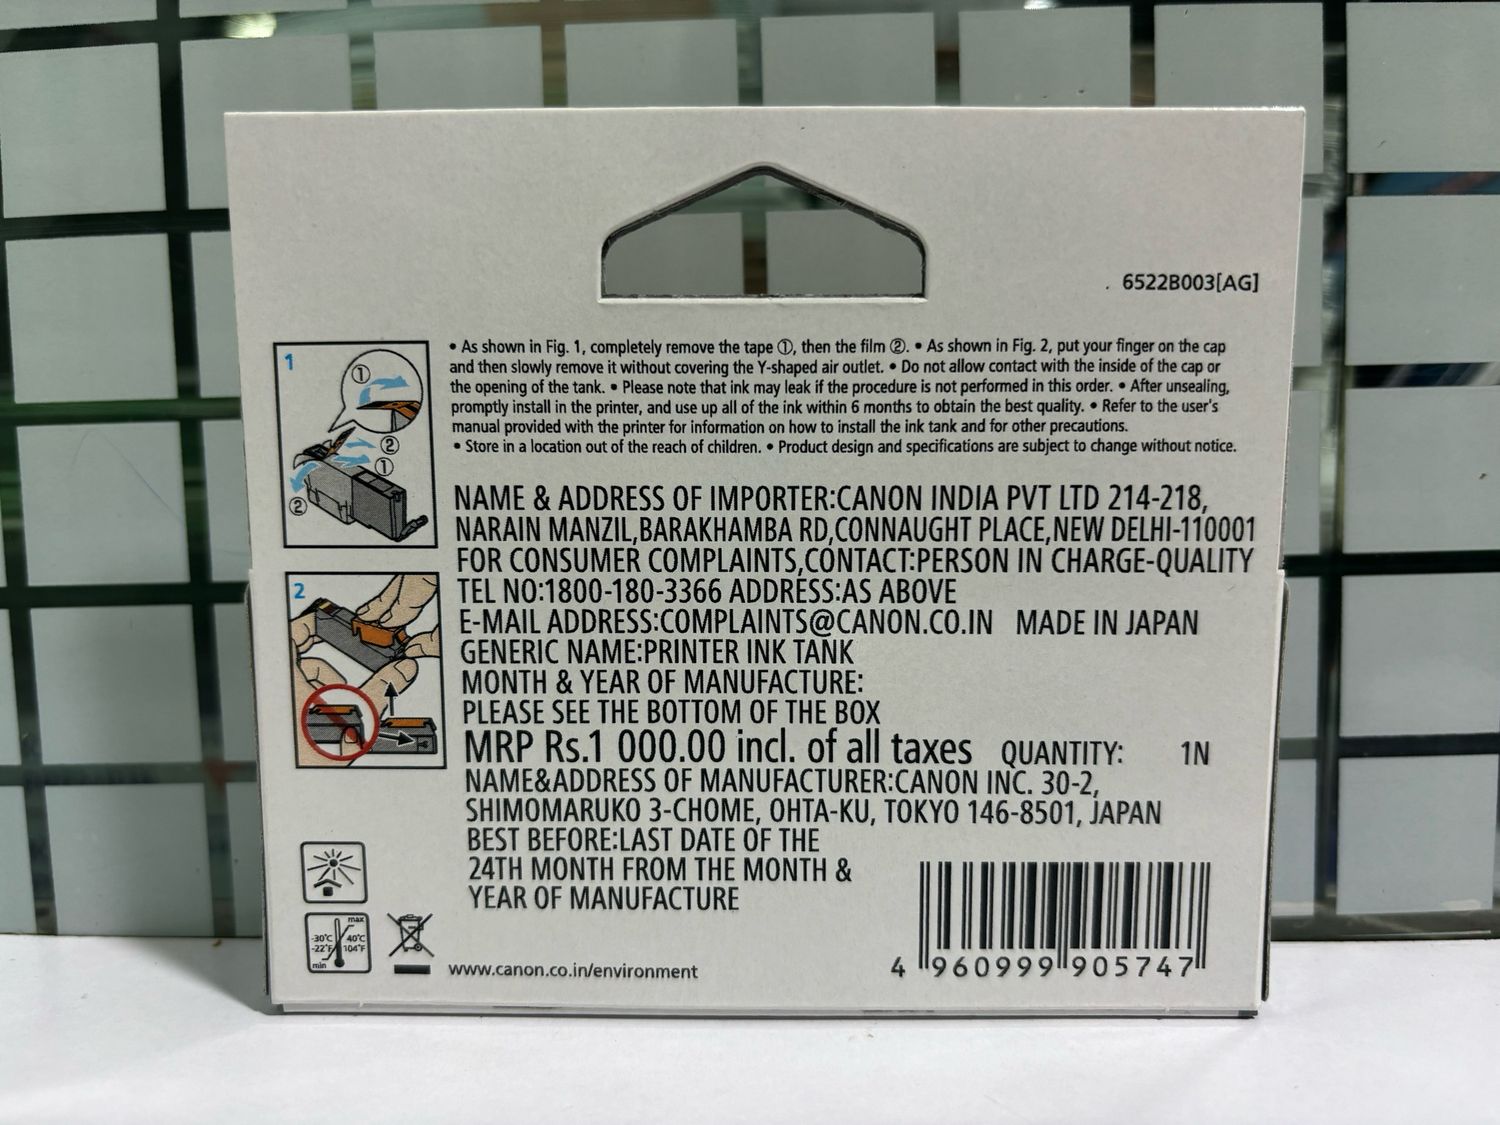 . 6522B003[AG]
1
①
②
①
②
• As shown in Fig. 1, completely remove the tape ①, then the film ②. • As shown in Fig. 2, put your finger on the cap
and then slowly remove it without covering the Y-shaped air outlet. • Do not allow contact with the inside of the cap or
the opening of the tank. • Please note that ink may leak if the procedure is not performed in this order. • After unsealing,
promptly install in the printer, and use up all of the ink within 6 months to obtain the best quality. • Refer to the user's
manual provided with the printer for information on how to install the ink tank and for other precautions.
• Store in a location out of the reach of children. • Product design and specifications are subject to change without notice.
NAME & ADDRESS OF IMPORTER:CANON INDIA PVT LTD 214-218,
NARAIN MANZIL,BARAKHAMBA RD,CONNAUGHT PLACE,NEW DELHI-110001
FOR CONSUMER COMPLAINTS,CONTACT:PERSON IN CHARGE-QUALITY
TEL NO:1800-180-3366 ADDRESS:AS ABOVE
E-MAIL ADDRESS:COMPLAINTS@CANON.CO.IN MADE IN JAPAN
GENERIC NAME:PRINTER INK TANK
MONTH & YEAR OF MANUFACTURE:
PLEASE SEE THE BOTTOM OF THE BOX
MRP Rs.1 000.00 incl. of all taxes QUANTITY: 1N
NAME&ADDRESS OF MANUFACTURER:CANON INC. 30-2,
SHIMOMARUKO 3-CHOME, OHTA-KU, TOKYO 146-8501, JAPAN
BEST BEFORE:LAST DATE OF THE
24TH MONTH FROM THE MONTH &
YEAR OF MANUFACTURE
2
max
-30°C 40°C
-22°F 104°F
min
www.canon.co.in/environment
4 960999 905747